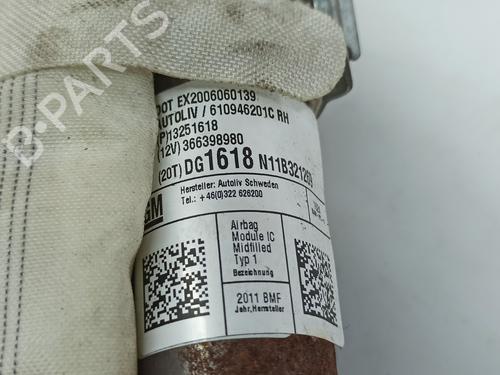 B-PARTS
DOT EX2006060139
AUTOLIV / 610946201C RH
(P)13251618
(12V) 366398980
(20T) DG1618
Hersteller: Autoliv Schweden
Tel.: +46(0)322 626200
GM
Airbag
Module IC
Midfilled
Typ 1
Bezeichnung
2011 BMF
Jahr, Hersteller